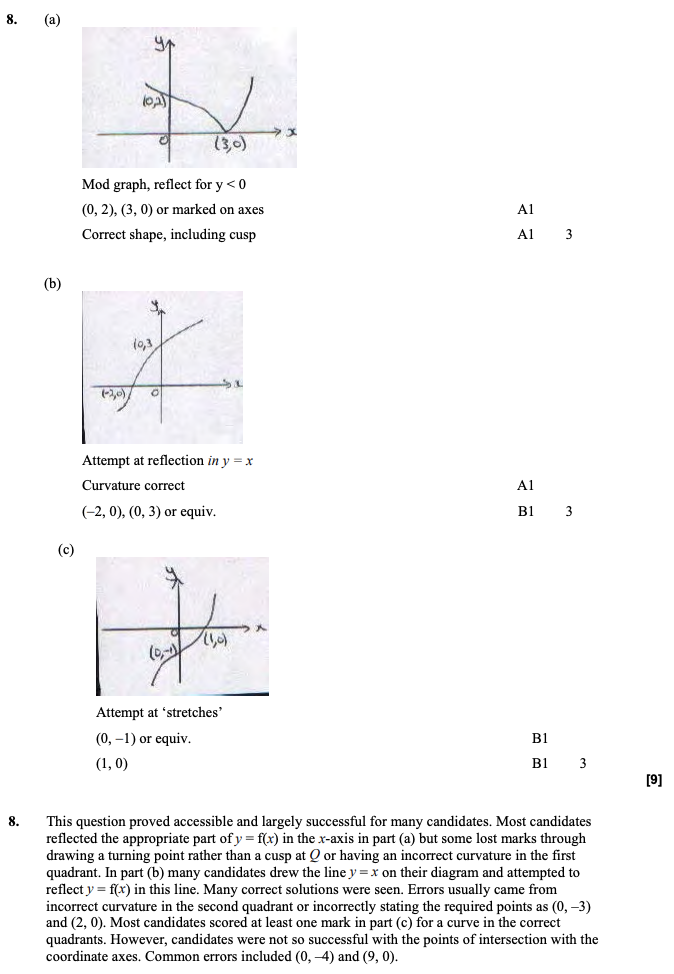 8. (a)
y
(0,2)
0
x
(3,0)
Mod graph, reflect for y < 0
(0, 2), (3, 0) or marked on axes A1
Correct shape, including cusp A1 3
(b)
y
(0,3
(-2,0)
0
x
Attempt at reflection in y = x
Curvature correct A1
(–2, 0), (0, 3) or equiv. B1 3
(c)
y
0
x
(0,-1)
(1,0)
Attempt at ‘stretches’
(0, –1) or equiv. B1
(1, 0) B1 3
[9]
8. This question proved accessible and largely successful for many candidates. Most candidates
reflected the appropriate part of y = f(x) in the x-axis in part (a) but some lost marks through
drawing a turning point rather than a cusp at Q or having an incorrect curvature in the first
quadrant. In part (b) many candidates drew the line y = x on their diagram and attempted to
reflect y = f(x) in this line. Many correct solutions were seen. Errors usually came from
incorrect curvature in the second quadrant or incorrectly stating the required points as (0, –3)
and (2, 0). Most candidates scored at least one mark in part (c) for a curve in the correct
quadrants. However, candidates were not so successful with the points of intersection with the
coordinate axes. Common errors included (0, –4) and (9, 0).